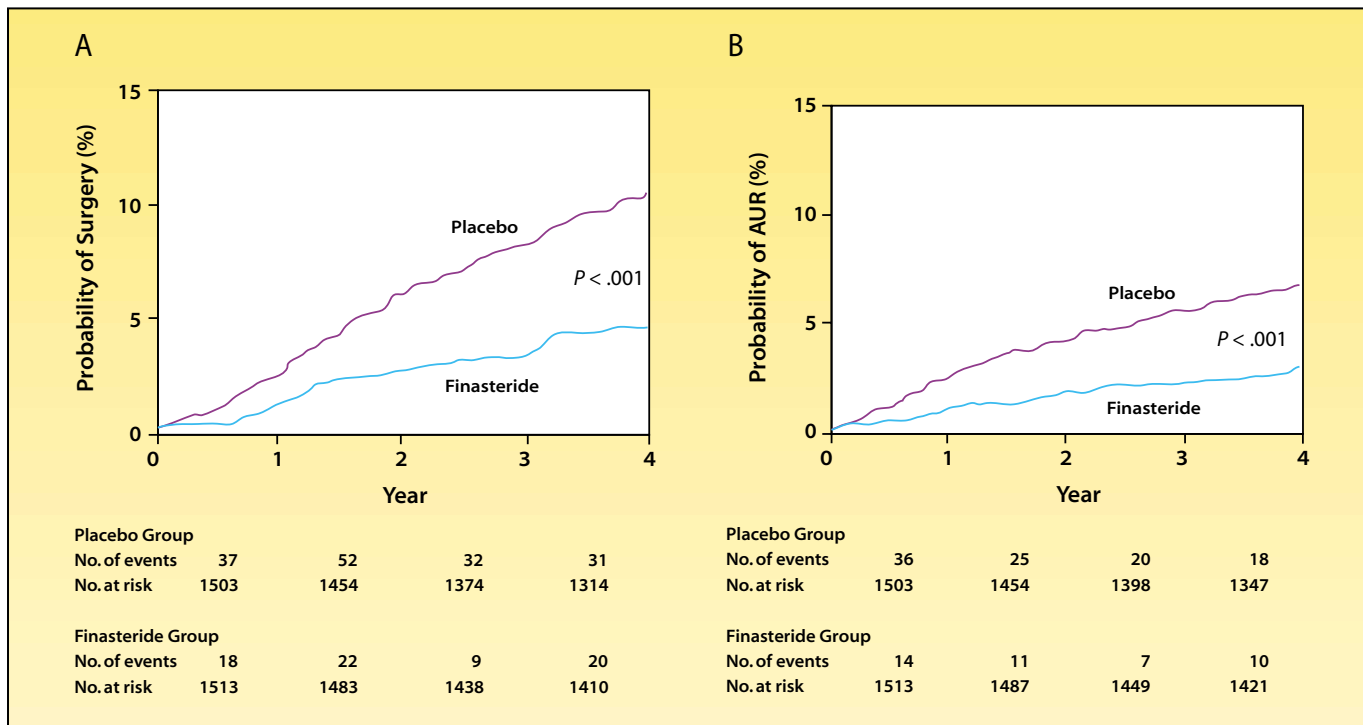 A
Probability of Surgery (%)
15
10
5
0
Placebo
P < .001
Finasteride
0 1 2 3 4
Year
Placebo Group
No. of events 37 52 32 31
No. at risk 1503 1454 1374 1314
Finasteride Group
No. of events 18 22 9 20
No. at risk 1513 1483 1438 1410
B
Probability of AUR (%)
15
10
5
0
Placebo
P < .001
Finasteride
0 1 2 3 4
Year
Placebo Group
No. of events 36 25 20 18
No. at risk 1503 1454 1398 1347
Finasteride Group
No. of events 14 11 7 10
No. at risk 1513 1487 1449 1421